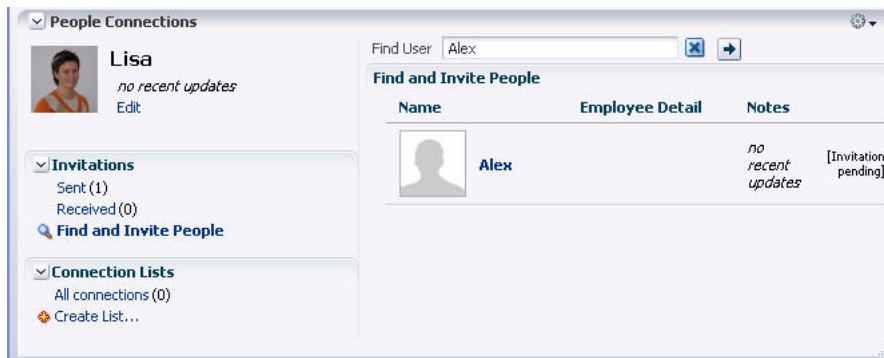 People Connections
Lisa
no recent updates
Edit
Invitations
Sent (1)
Received (0)
Find and Invite People
Connection Lists
All connections (0)
Create List...
Find User Alex
Find and Invite People
Name Employee Detail Notes
Alex
no
recent
updates
[Invitation
pending]